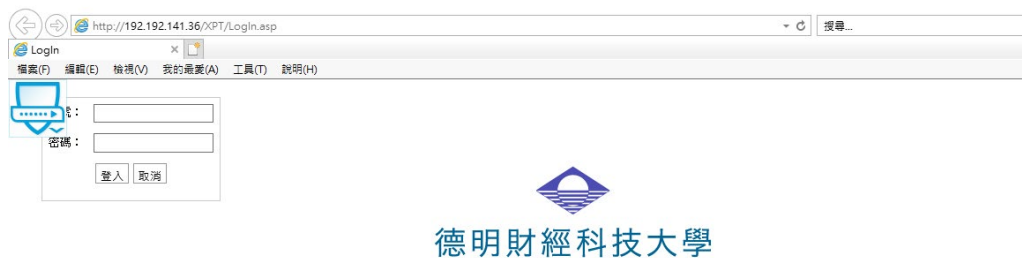 http://192.192.141.36/XPT/LogIn.asp
搜尋...
LogIn
檔案(F) 編輯(E) 檢視(V) 我的最愛(A) 工具(T) 說明(H)
號：
密碼：
登入 取消
德明財經科技大學